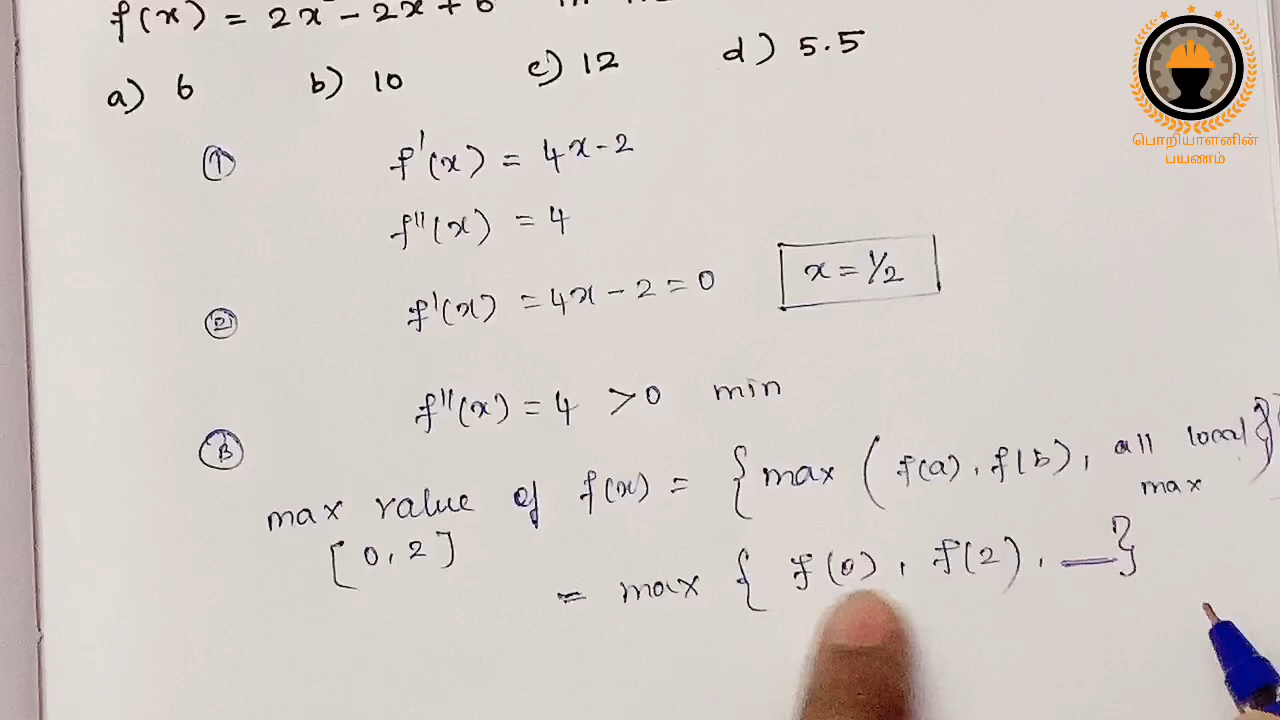 f(x) = 2x² - 2x + 6
a) 6 b) 10 c) 12 d) 5.5
① f'(x) = 4x - 2
f''(x) = 4
② f'(x) = 4x - 2 = 0 x = 1/2
f''(x) = 4 > 0 min
③ max value of f(x) = { max ( f(a), f(b), all local max }
[0, 2]
= max { f(0), f(2), — }
பொறியாளனின்
பயணம்